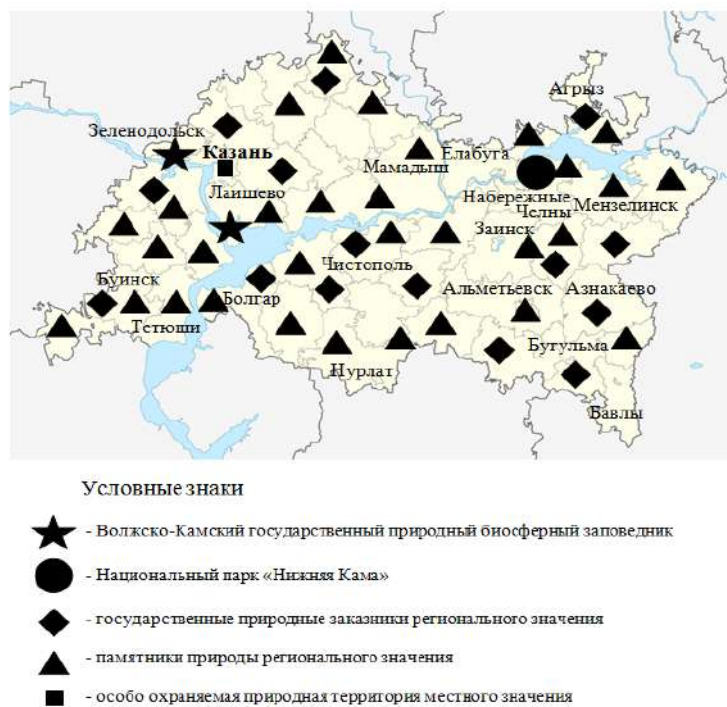 Агрыз
Зеленодольск
Казань
Елабуга
Мамадыш
Лаишево
Набережные
Челны
Мензелинск
Заинск
Чистополь
Буинск
Болгар
Альметьевск
Азнакаево
Тетюши
Бугульма
Нурлат
Бавлы
Условные знаки
- Волжско-Камский государственный природный биосферный заповедник
- Национальный парк «Нижняя Кама»
- государственные природные заказники регионального значения
- памятники природы регионального значения
- особо охраняемая природная территория местного значения